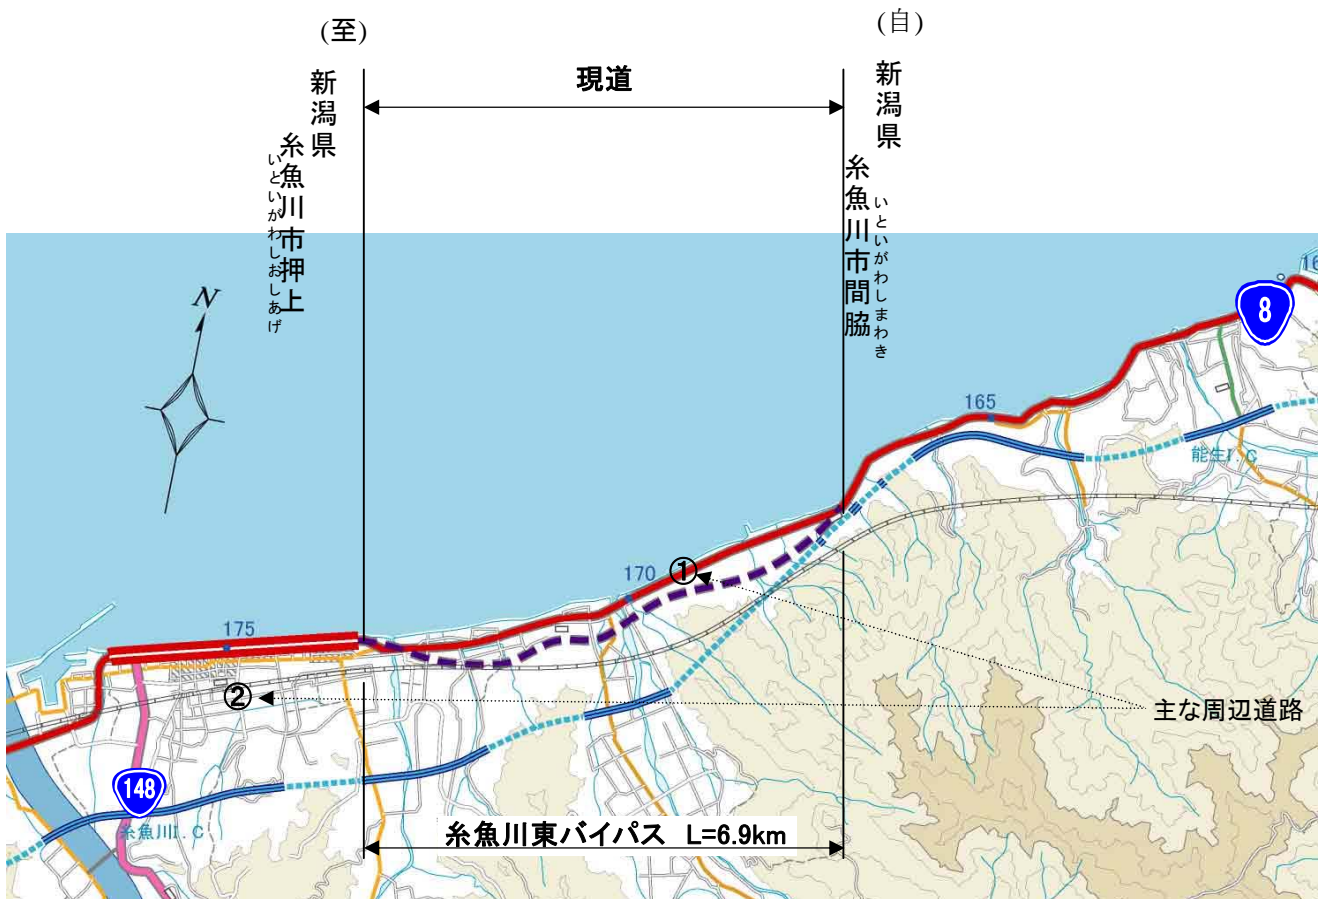 (至)
(自)
新潟県
糸魚川市押上
いといがわしおしあげ
現道
新潟県
糸魚川市間脇
いといがわしまわき
N
16
8
165
能生I.C
170
①
175
②
主な周辺道路
148
糸魚川I.C
糸魚川東バイパス L=6.9km